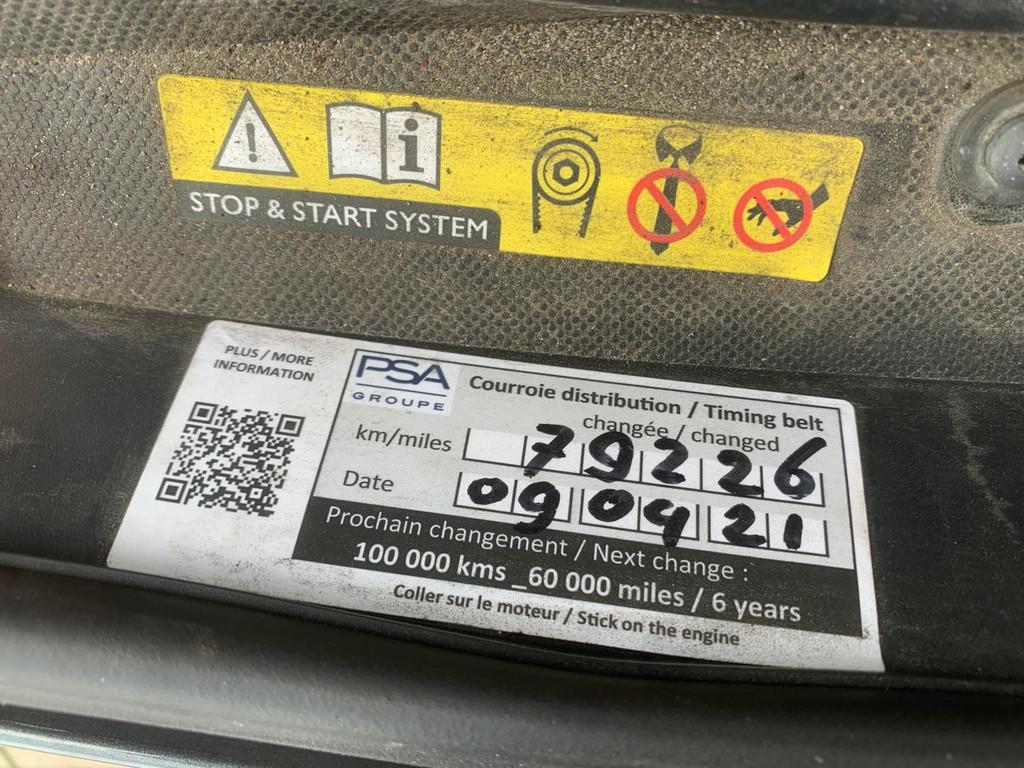 STOP & START SYSTEM
PLUS / MORE
INFORMATION
PSA
GROUPE
Courroie distribution / Timing belt
changée / changed
km/miles 79226
Date 090421
Prochain changement / Next change :
100 000 kms _60 000 miles / 6 years
Coller sur le moteur / Stick on the engine